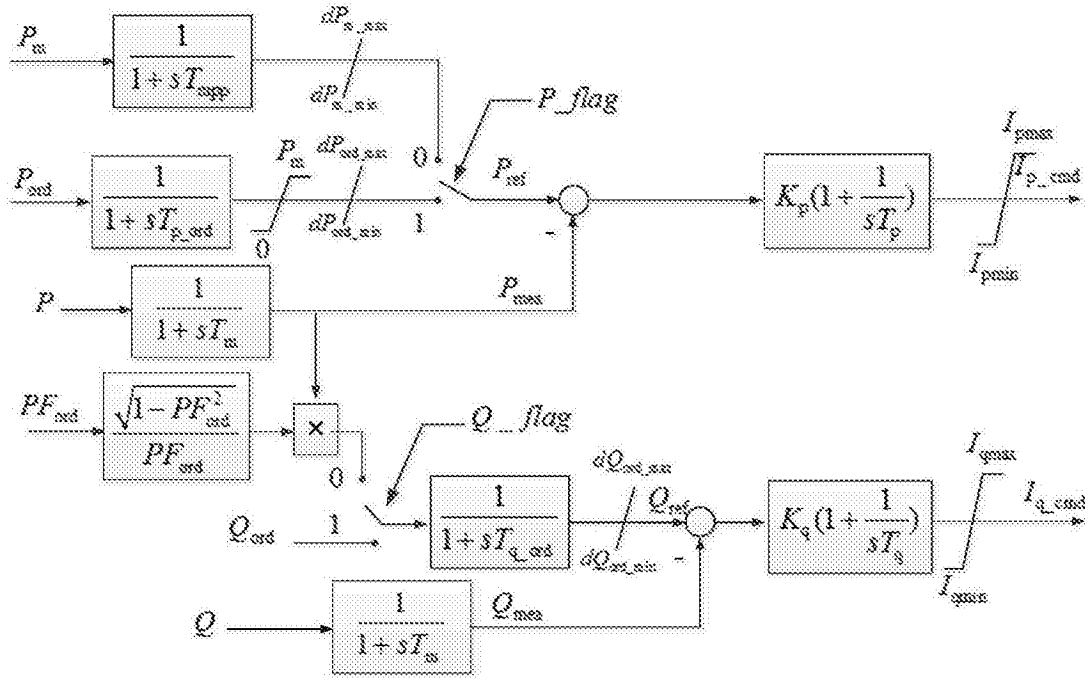 P_m
1
1 + sT_mpp
dP_m_max
dP_m_min
P_flag
0
1
P_ord
1
1 + sT_p_ord
P_m
0
dP_ord_max
dP_ord_min
P_ref
-
K_p(1 + 1/sT_p)
I_pmax
I_p_cmd
I_pmin
P
1
1 + sT_m
P_mea
PF_ord
√1 − PF²_ord
PF_ord
×
Q_flag
0
1
Q_ord
1
1 + sT_q_ord
dQ_ord_max
dQ_ord_min
Q_ref
-
K_q(1 + 1/sT_q)
I_qmax
I_q_cmd
I_qmin
Q
1
1 + sT_m
Q_mea